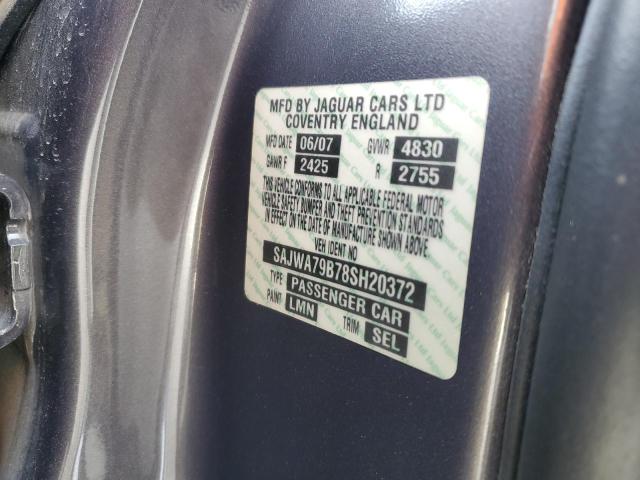 MFD BY JAGUAR CARS LTD
COVENTRY ENGLAND
MFD DATE 06/07 GVWR 4830
GAWR F 2425 R 2755
THIS VEHICLE CONFORMS TO ALL APPLICABLE FEDERAL MOTOR
VEHICLE SAFETY, BUMPER AND THEFT PREVENTION STANDARDS
IN EFFECT ON THE DATE OF MANUFACTURE SHOWN ABOVE.
VEH IDENT NO
SAJWA79B78SH20372
TYPE PASSENGER CAR
PAINT LMN TRIM SEL